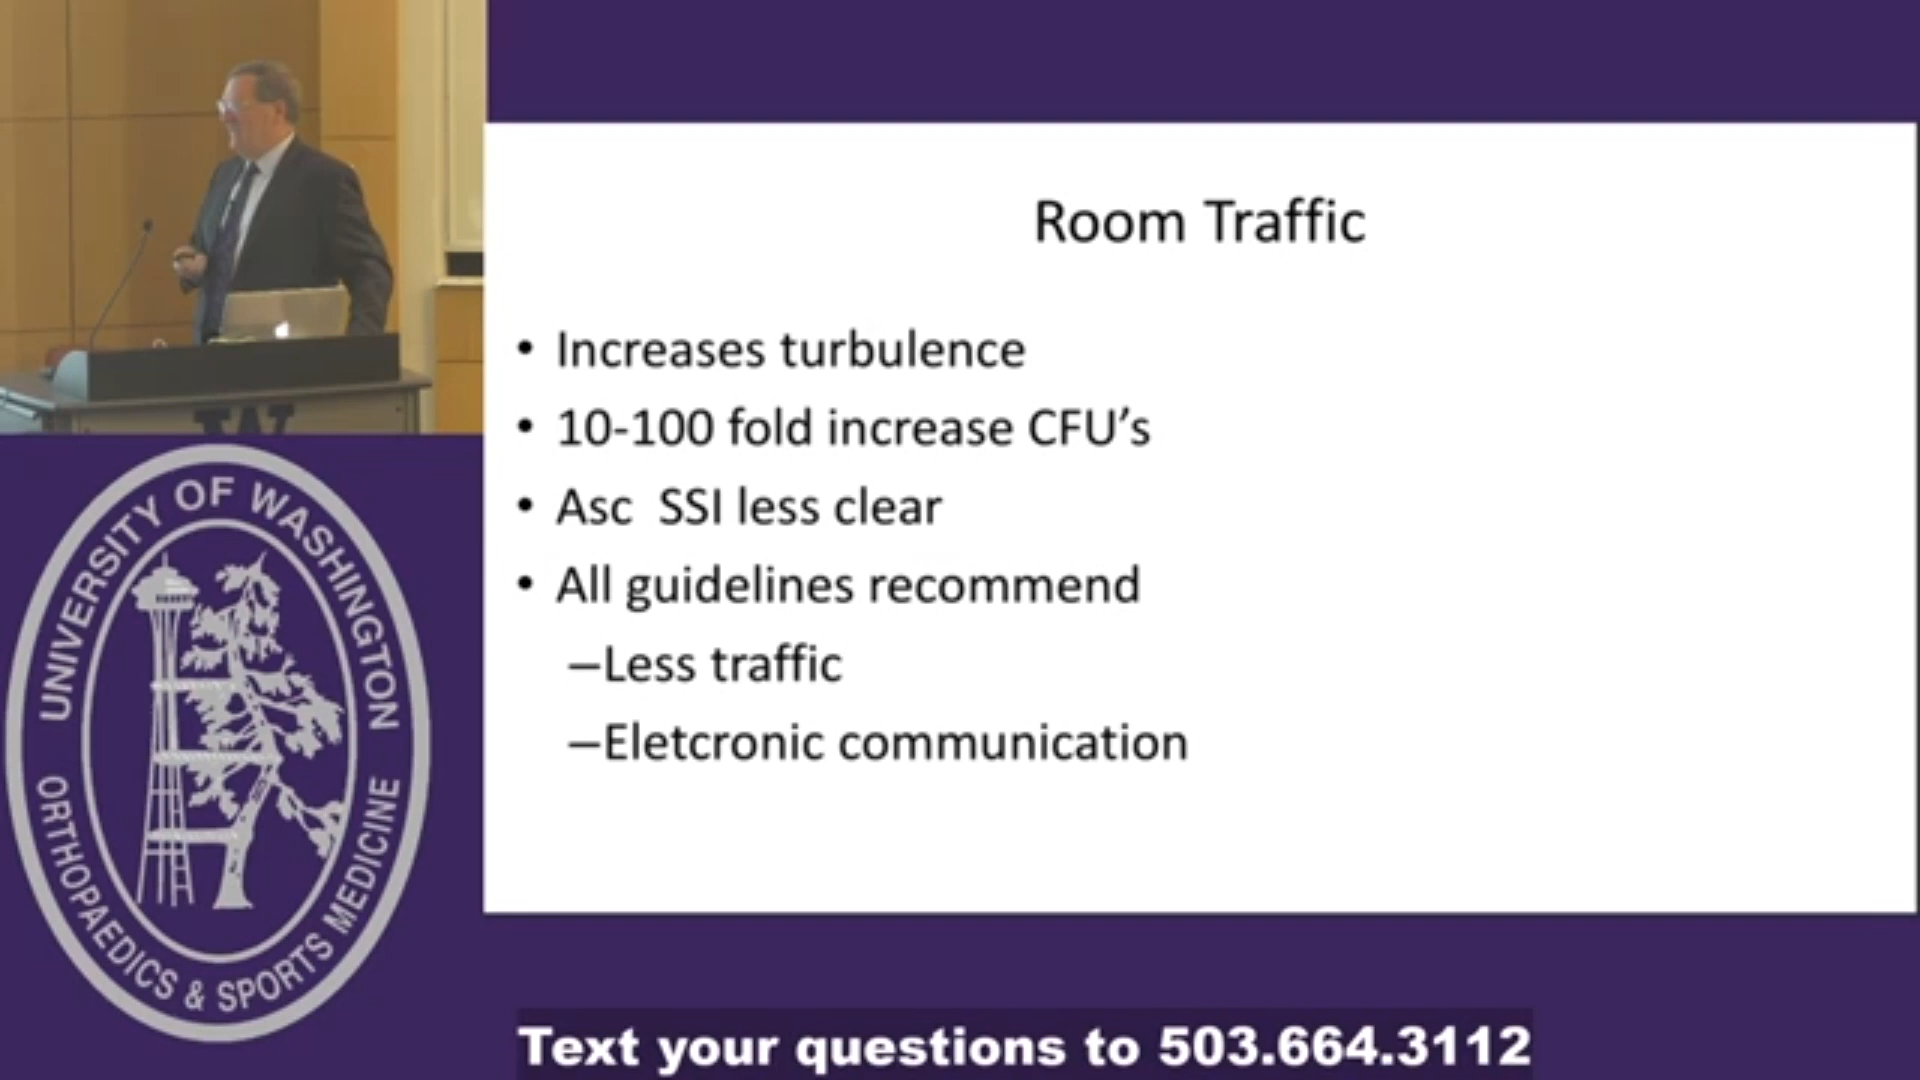 Room Traffic
• Increases turbulence
• 10-100 fold increase CFU’s
• Asc  SSI less clear
• All guidelines recommend
–Less traffic
–Eletcronic communication
UNIVERSITY OF WASHINGTON
ORTHOPAEDICS & SPORTS MEDICINE
Text your questions to 503.664.3112